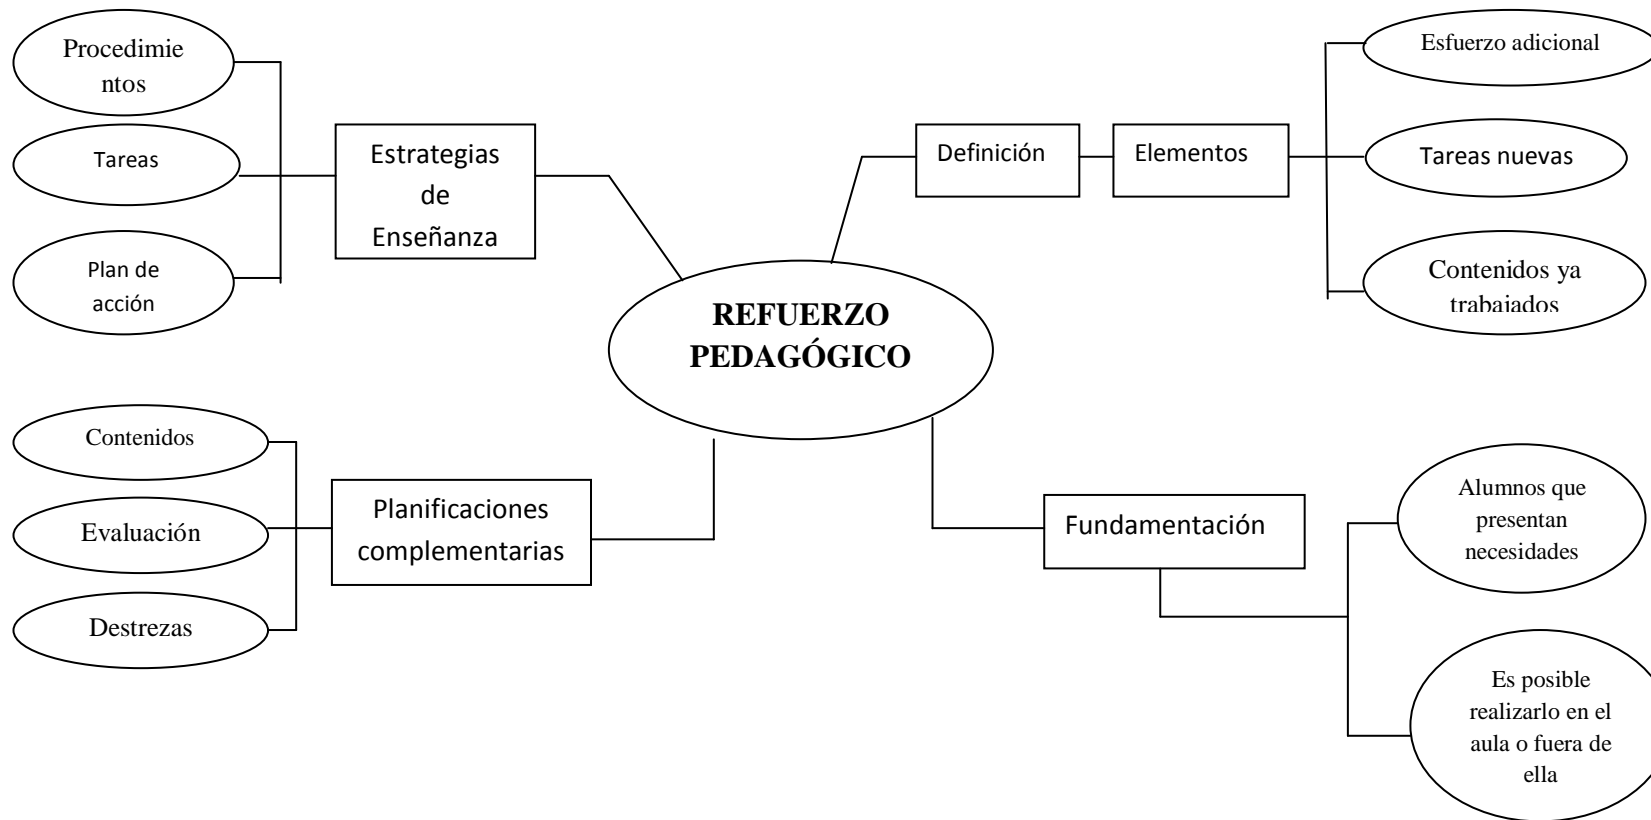 Procedimie
ntos
Tareas
Plan de
acción
Estrategias
de
Enseñanza
Definición
Elementos
Esfuerzo adicional
Tareas nuevas
Contenidos ya
trabajados
REFUERZO
PEDAGÓGICO
Contenidos
Evaluación
Destrezas
Planificaciones
complementarias
Fundamentación
Alumnos que
presentan
necesidades
Es posible
realizarlo en el
aula o fuera de
ella